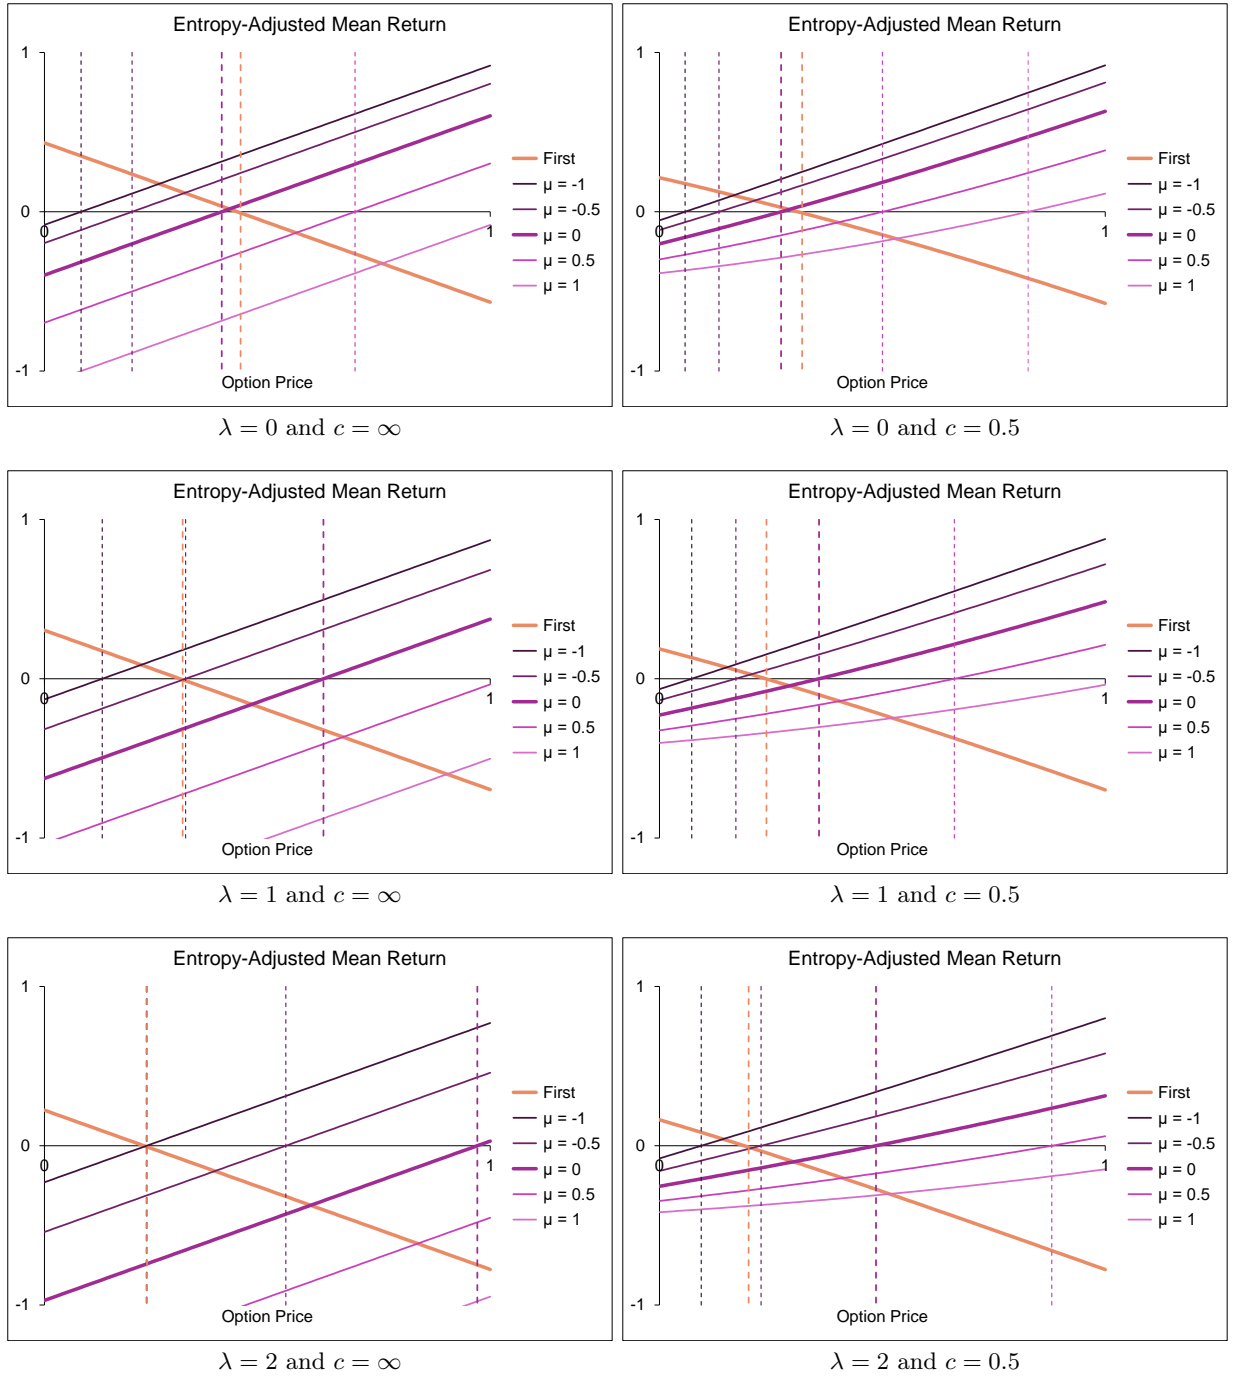 Entropy-Adjusted Mean Return
1
0
-1
0
1
Option Price
First
μ = -1
μ = -0.5
μ = 0
μ = 0.5
μ = 1
λ = 0 and c = ∞
Entropy-Adjusted Mean Return
1
0
-1
0
1
Option Price
First
μ = -1
μ = -0.5
μ = 0
μ = 0.5
μ = 1
λ = 0 and c = 0.5
Entropy-Adjusted Mean Return
1
0
-1
0
1
Option Price
First
μ = -1
μ = -0.5
μ = 0
μ = 0.5
μ = 1
λ = 1 and c = ∞
Entropy-Adjusted Mean Return
1
0
-1
0
1
Option Price
First
μ = -1
μ = -0.5
μ = 0
μ = 0.5
μ = 1
λ = 1 and c = 0.5
Entropy-Adjusted Mean Return
1
0
-1
0
1
Option Price
First
μ = -1
μ = -0.5
μ = 0
μ = 0.5
μ = 1
λ = 2 and c = ∞
Entropy-Adjusted Mean Return
1
0
-1
0
1
Option Price
First
μ = -1
μ = -0.5
μ = 0
μ = 0.5
μ = 1
λ = 2 and c = 0.5